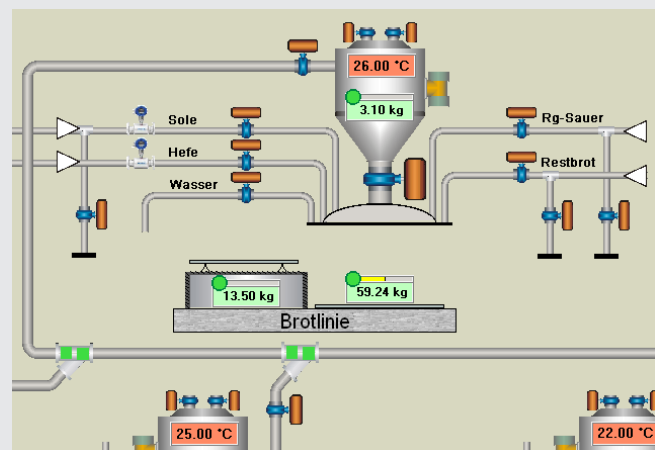 26.00 °C
3.10 kg
Sole
Rg-Sauer
Hefe
Restbrot
Wasser
13.50 kg
59.24 kg
Brotlinie
25.00 °C
22.00 °C